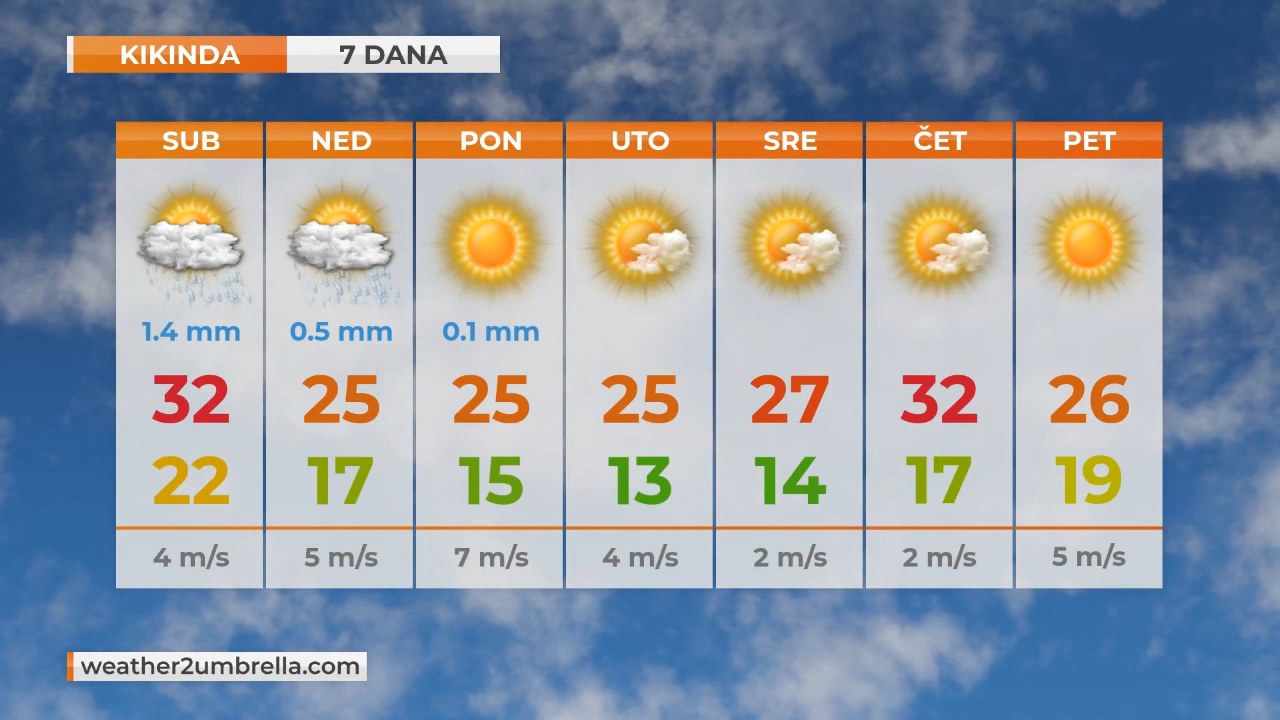 KIKINDA 7 DANA
SUB NED PON UTO SRE ČET PET
1.4 mm 0.5 mm 0.1 mm
32 25 25 25 27 32 26
22 17 15 13 14 17 19
4 m/s 5 m/s 7 m/s 4 m/s 2 m/s 2 m/s 5 m/s
weather2umbrella.com